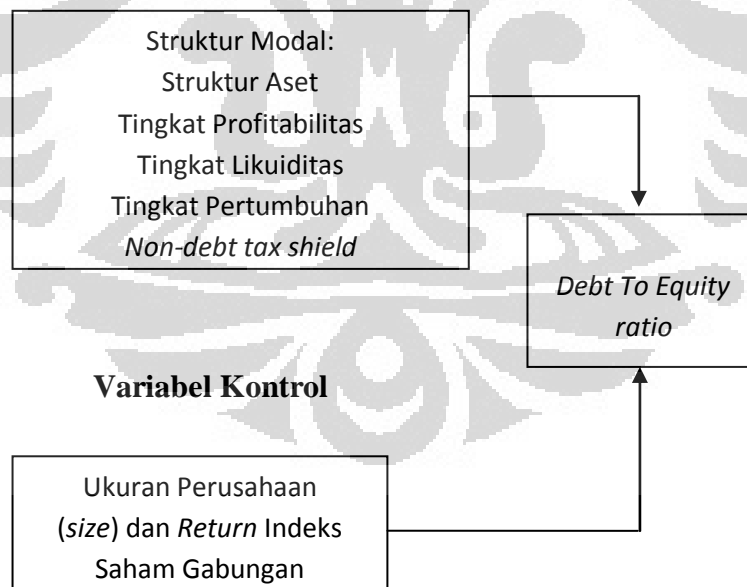 Struktur Modal:
Struktur Aset
Tingkat Profitabilitas
Tingkat Likuiditas
Tingkat Pertumbuhan
Non-debt tax shield
Debt To Equity
ratio
Variabel Kontrol
Ukuran Perusahaan
(size) dan Return Indeks
Saham Gabungan